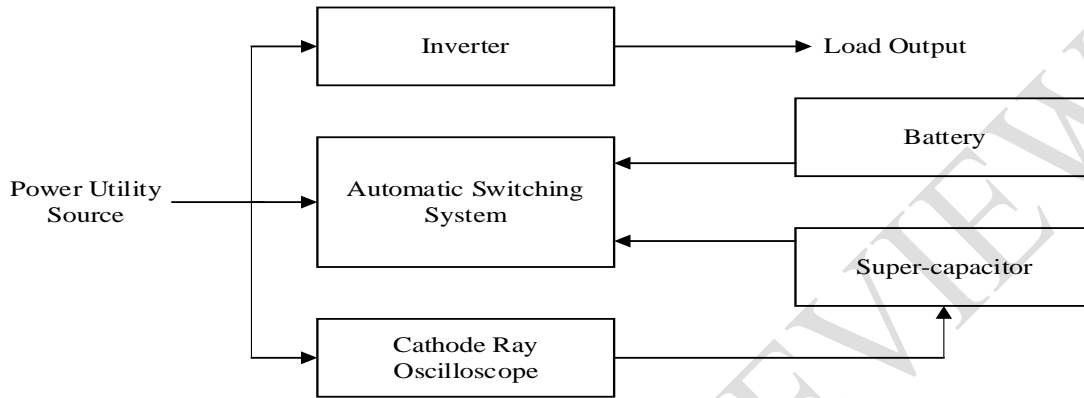 Inverter
Load Output
Battery
Power Utility
Source
Automatic Switching
System
Super-capacitor
Cathode Ray
Oscilloscope